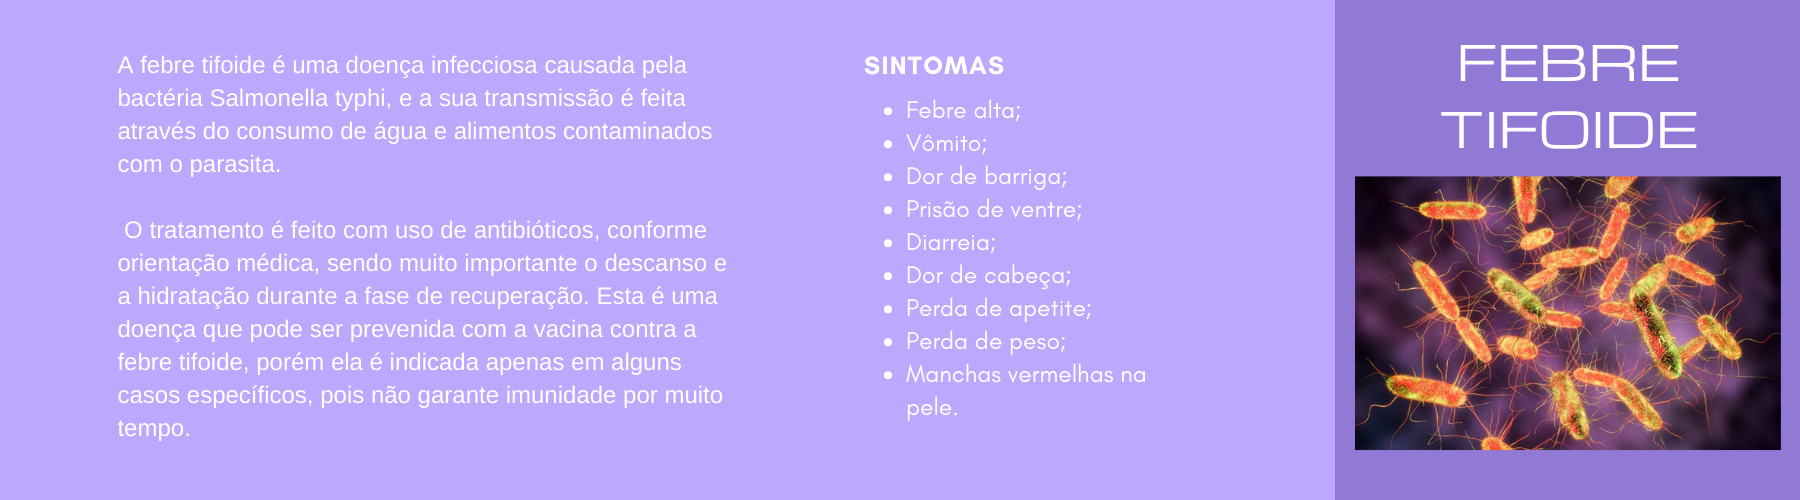 A febre tifoide é uma doença infecciosa causada pela
bactéria Salmonella typhi, e a sua transmissão é feita
através do consumo de água e alimentos contaminados
com o parasita.
O tratamento é feito com uso de antibióticos, conforme
orientação médica, sendo muito importante o descanso e
a hidratação durante a fase de recuperação. Esta é uma
doença que pode ser prevenida com a vacina contra a
febre tifoide, porém ela é indicada apenas em alguns
casos específicos, pois não garante imunidade por muito
tempo.
SINTOMAS
• Febre alta;
• Vômito;
• Dor de barriga;
• Prisão de ventre;
• Diarreia;
• Dor de cabeça;
• Perda de apetite;
• Perda de peso;
• Manchas vermelhas na
pele.
FEBRE
TIFOIDE